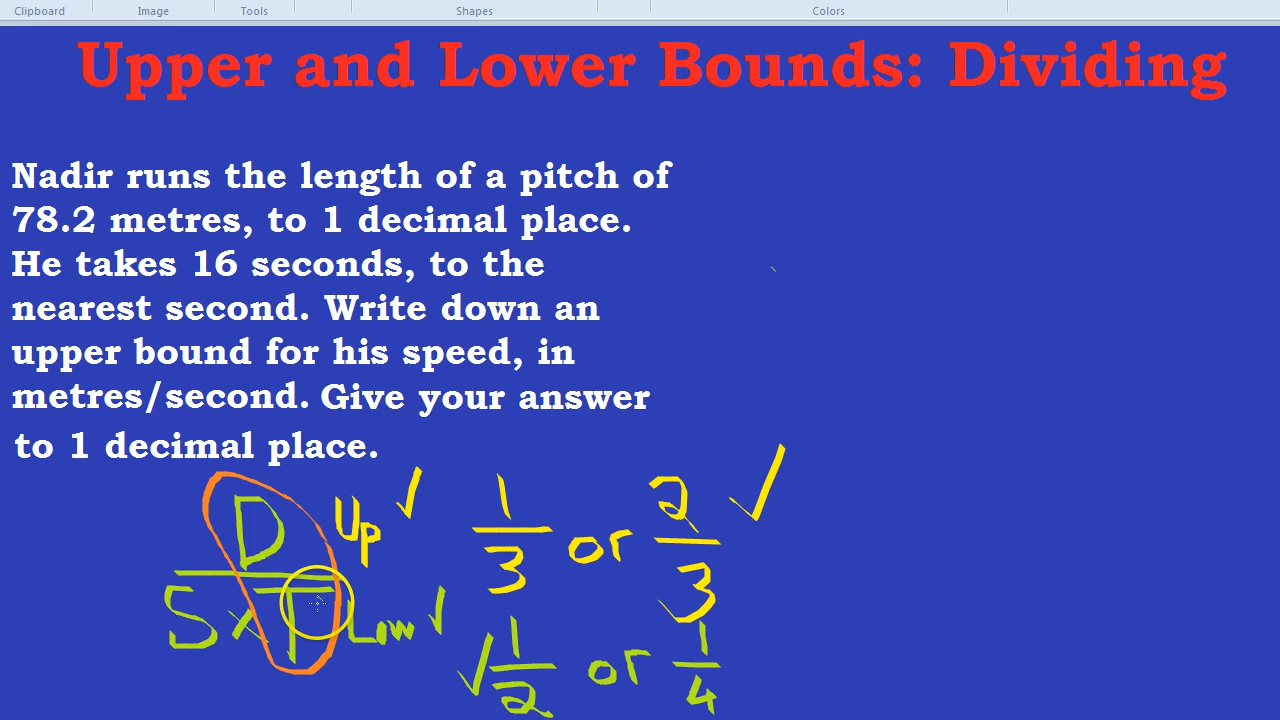 Clipboard Image Tools Shapes Colors
Upper and Lower Bounds: Dividing
Nadir runs the length of a pitch of
78.2 metres, to 1 decimal place.
He takes 16 seconds, to the
nearest second. Write down an
upper bound for his speed, in
metres/second. Give your answer
to 1 decimal place.
D Up ✓ 1/3 or 2/3 ✓
S x T Low ✓
✓ 1/2 or 1/4